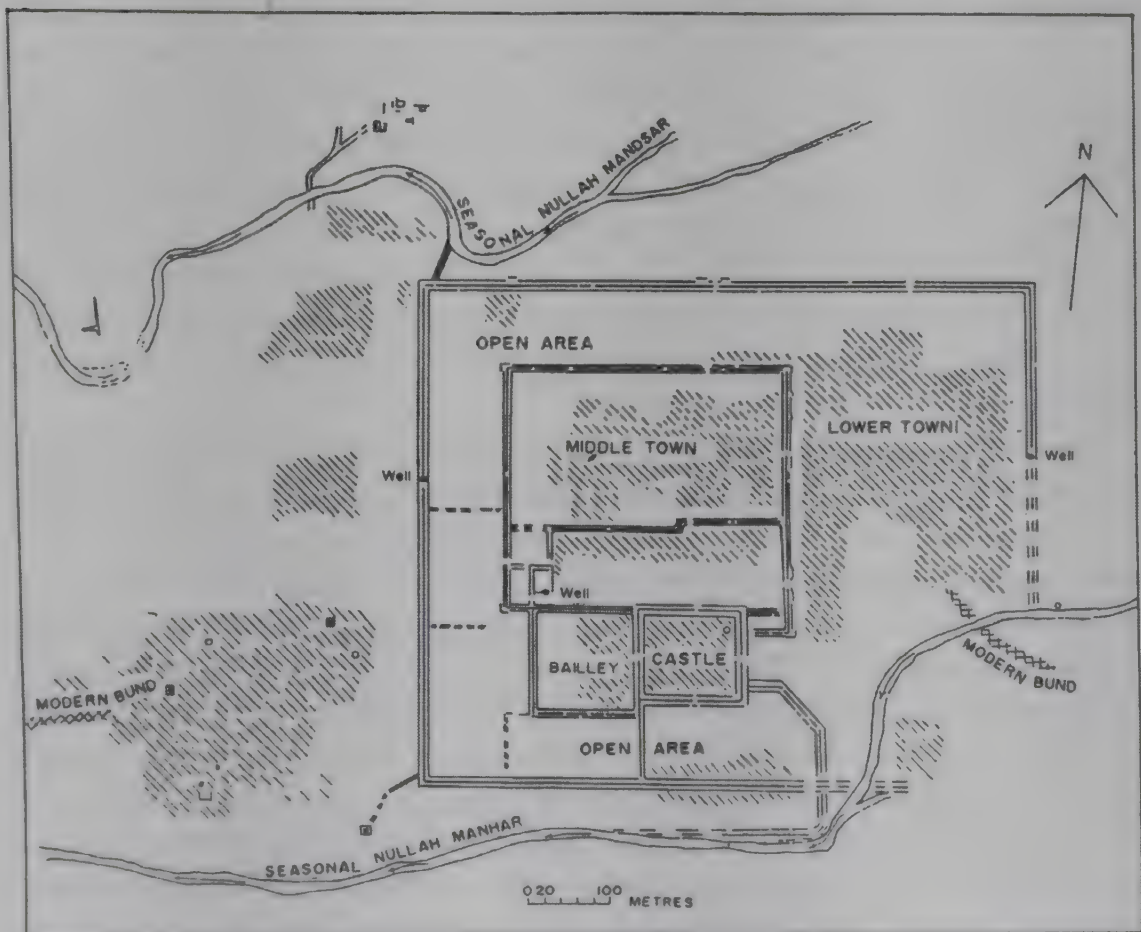 SEASONAL NULLAH MANDSAR
N
OPEN AREA
LOWER TOWN
MIDDLE TOWN
Well
Well
Well
BAILLEY
CASTLE
MODERN BUND
MODERN BUND
OPEN AREA
SEASONAL NULLAH MANHAR
0 20 100
METRES